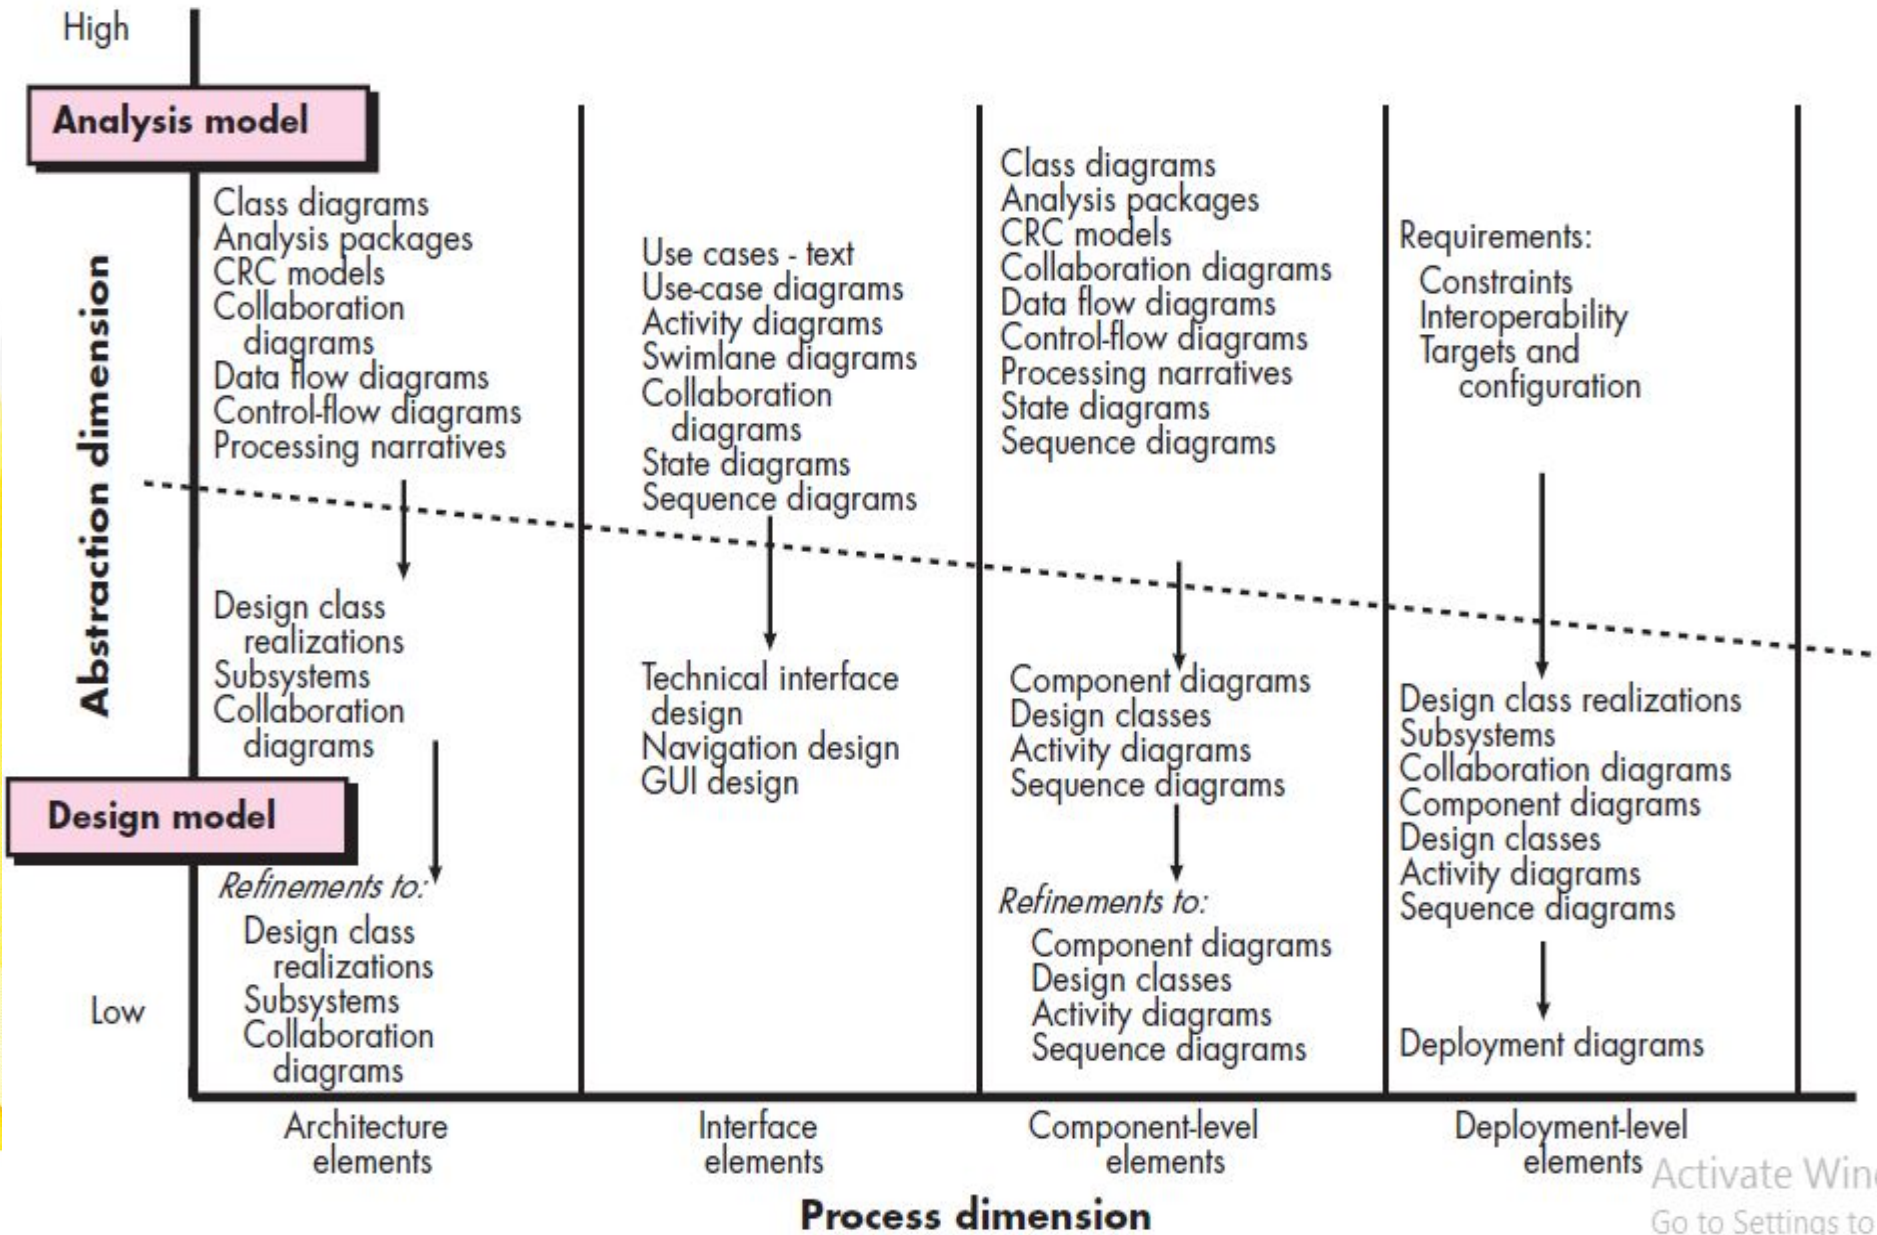 High
Analysis model
Class diagrams
Analysis packages
CRC models
Collaboration
diagrams
Data flow diagrams
Control-flow diagrams
Processing narratives
Design class
realizations
Subsystems
Collaboration
diagrams
Refinements to:
Design class
realizations
Subsystems
Collaboration
diagrams
Use cases - text
Use-case diagrams
Activity diagrams
Swimlane diagrams
Collaboration
diagrams
State diagrams
Sequence diagrams
Technical interface
design
Navigation design
GUI design
Class diagrams
Analysis packages
CRC models
Collaboration diagrams
Data flow diagrams
Control-flow diagrams
Processing narratives
State diagrams
Sequence diagrams
Component diagrams
Design classes
Activity diagrams
Sequence diagrams
Refinements to:
Component diagrams
Design classes
Activity diagrams
Sequence diagrams
Requirements:
Constraints
Interoperability
Targets and
configuration
Design class realizations
Subsystems
Collaboration diagrams
Component diagrams
Design classes
Activity diagrams
Sequence diagrams
Deployment diagrams
Abstraction dimension
Design model
Low
Architecture
elements
Interface
elements
Component-level
elements
Deployment-level
elements
Process dimension
Activate Win
Go to Settings to